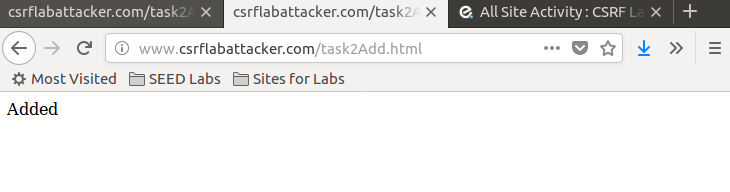 csrflabattacker.com/task2A csrflabattacker.com/task2A All Site Activity : CSRF La
www.csrflabattacker.com/task2Add.html
Most Visited SEED Labs Sites for Labs
Added